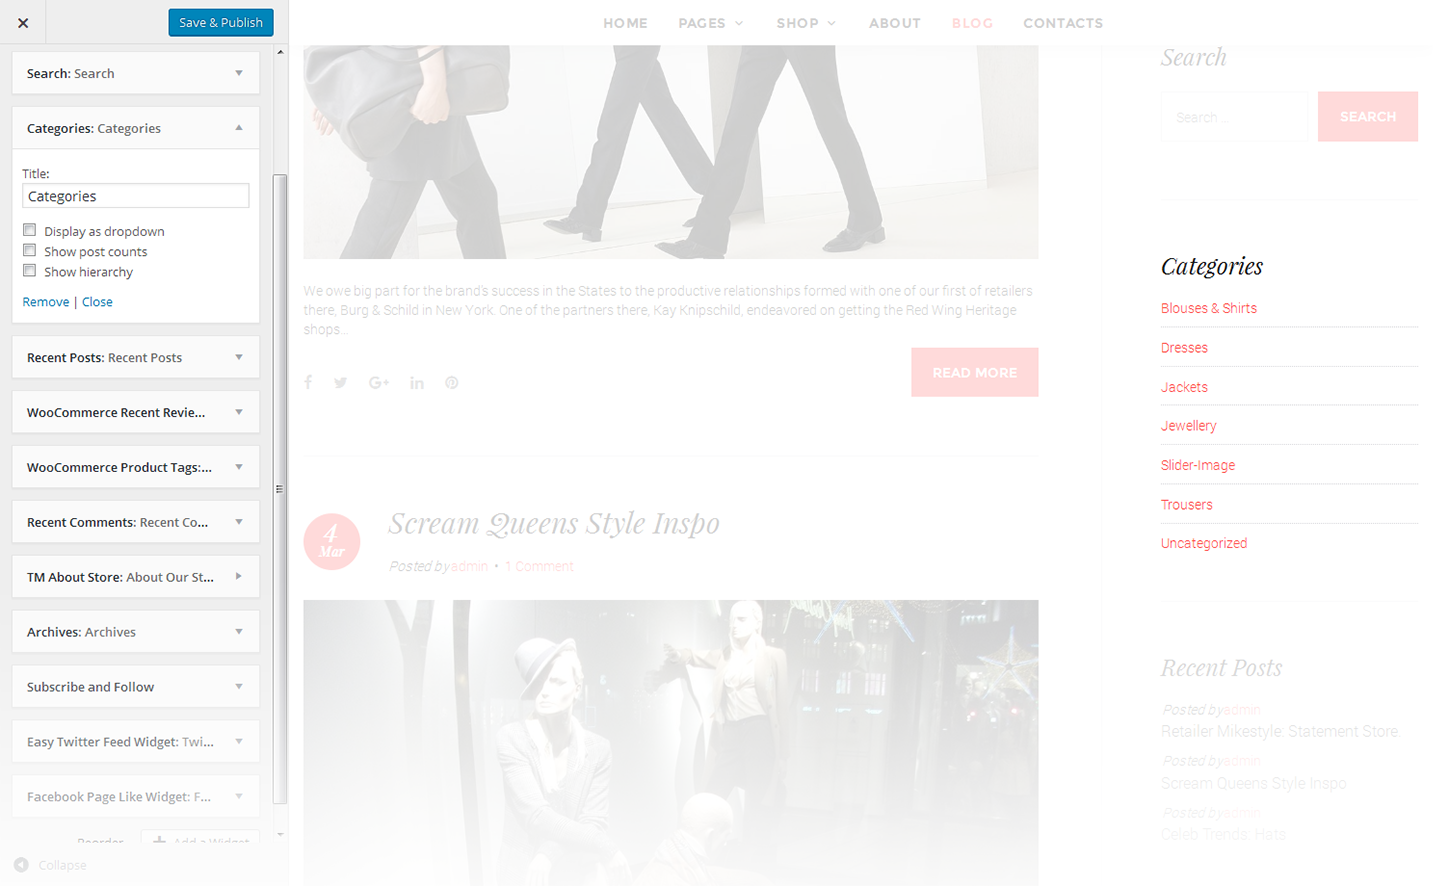 Save & Publish
Search: Search
Categories: Categories
Title:
Categories
Display as dropdown
Show post counts
Show hierarchy
Remove | Close
Recent Posts: Recent Posts
WooCommerce Recent Revie...
WooCommerce Product Tags:...
Recent Comments: Recent Co...
TM About Store: About Our St...
Archives: Archives
Subscribe and Follow
Easy Twitter Feed Widget: Twi...
Facebook Page Like Widget: F...
Reorder
Add a Widget
Collapse
HOME PAGES SHOP ABOUT BLOG CONTACTS
We owe big part for the brand's success in the States to the productive relationships formed with one of our first of retailers
there, Burg & Schild in New York. One of the partners there, Kay Knipschild, endeavored on getting the Red Wing Heritage
shops...
READ MORE
4
Mar
Scream Queens Style Inspo
Posted by admin • 1 Comment
Search
Search ...
SEARCH
Categories
Blouses & Shirts
Dresses
Jackets
Jewellery
Slider-Image
Trousers
Uncategorized
Recent Posts
Posted by admin
Retailer Mikestyle: Statement Store
Posted by admin
Scream Queens Style Inspo
Posted by admin
Celeb Trends: Hats